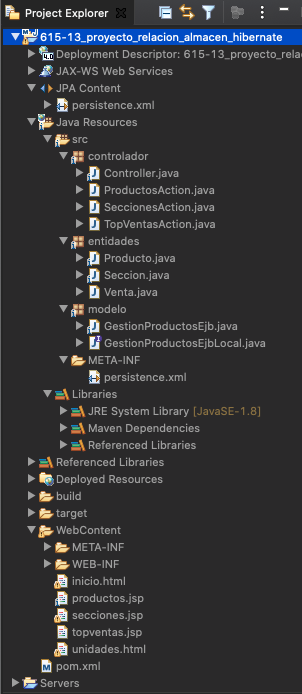 Project Explorer
615-13_proyecto_relacion_almacen_hibernate
Deployment Descriptor: 615-13_proyecto_rela
JAX-WS Web Services
JPA Content
persistence.xml
Java Resources
src
controlador
Controller.java
ProductosAction.java
SeccionesAction.java
TopVentasAction.java
entidades
Producto.java
Seccion.java
Venta.java
modelo
GestionProductosEjb.java
GestionProductosEjbLocal.java
META-INF
persistence.xml
Libraries
JRE System Library [JavaSE-1.8]
Maven Dependencies
Referenced Libraries
Referenced Libraries
Deployed Resources
build
target
WebContent
META-INF
WEB-INF
inicio.html
productos.jsp
secciones.jsp
topventas.jsp
unidades.html
pom.xml
Servers